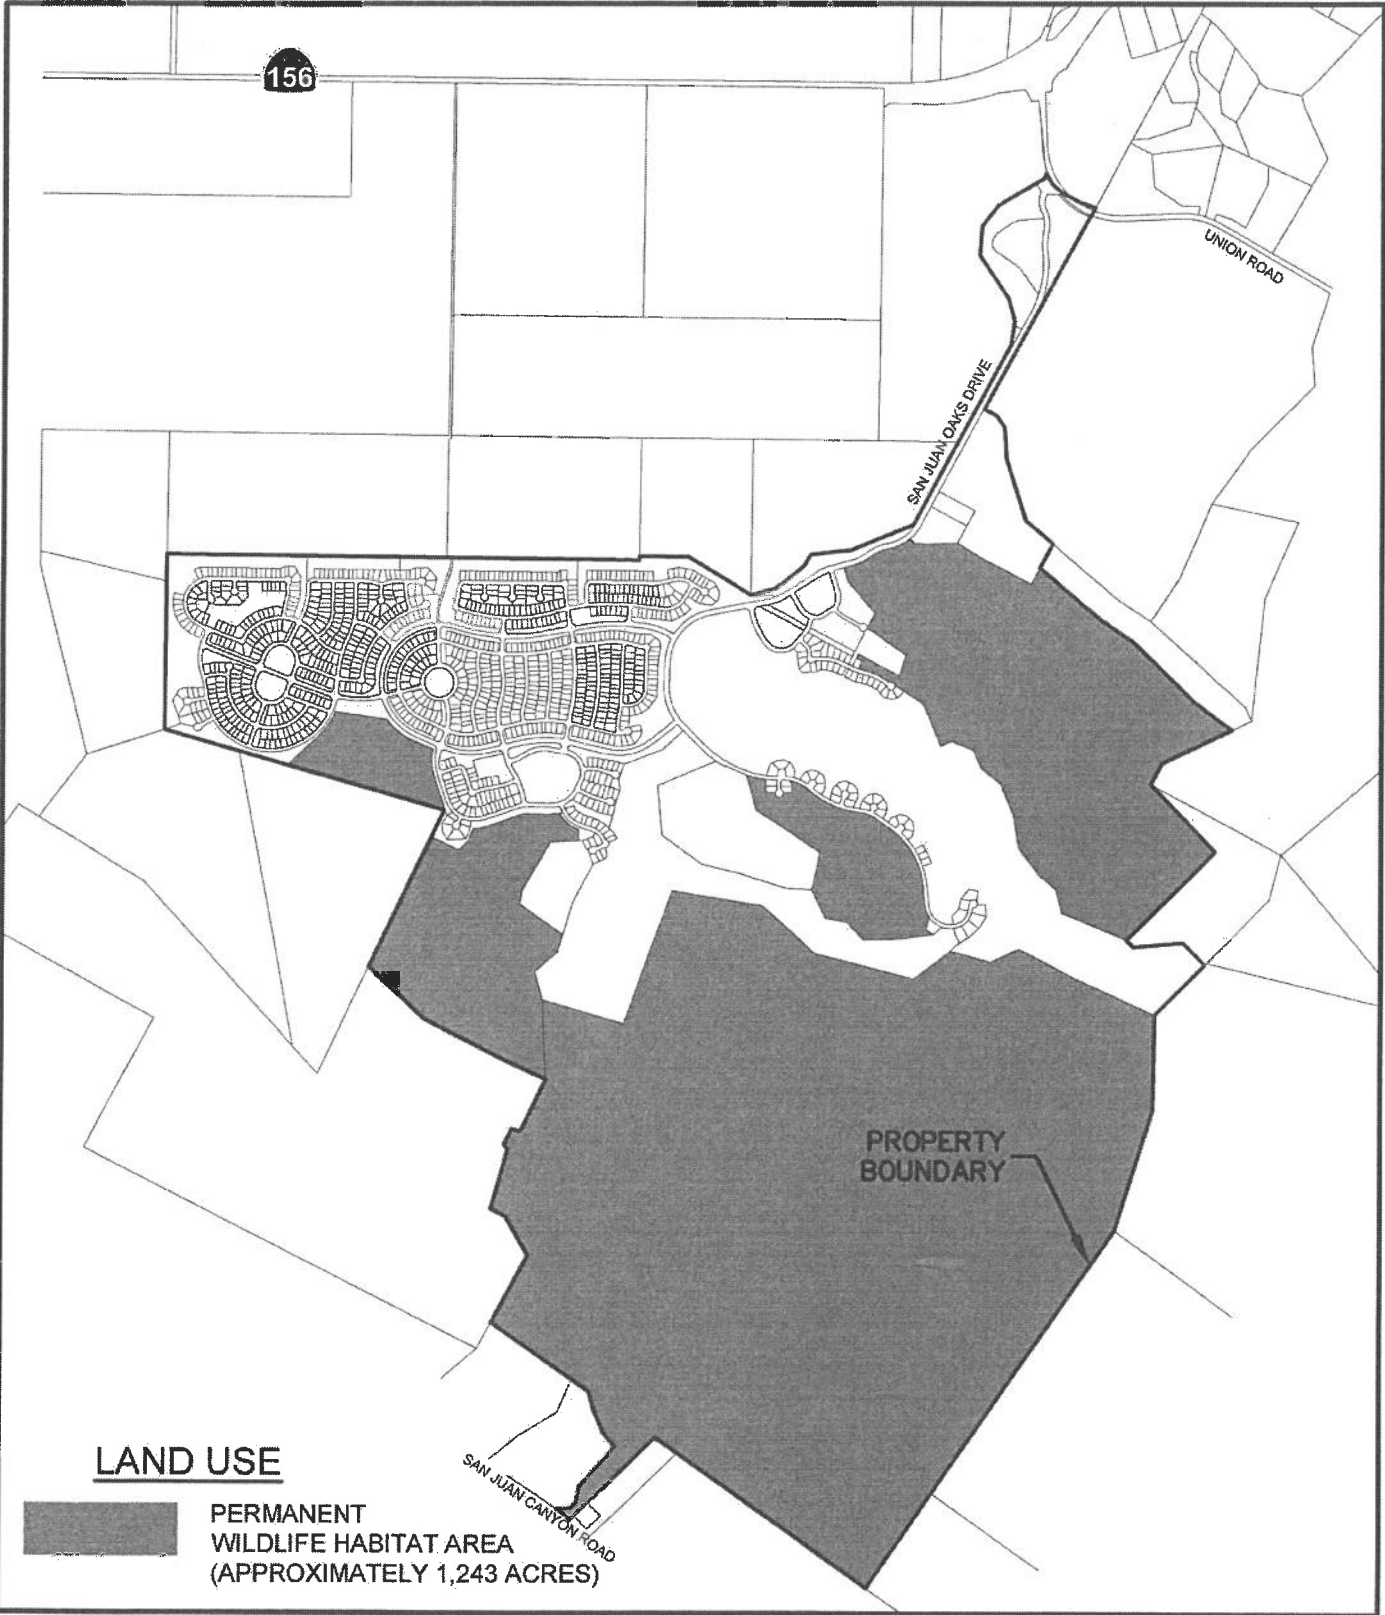 156
UNION ROAD
SAN JUAN OAKS DRIVE
PROPERTY
BOUNDARY
LAND USE
SAN JUAN CANYON ROAD
PERMANENT
WILDLIFE HABITAT AREA
(APPROXIMATELY 1,243 ACRES)